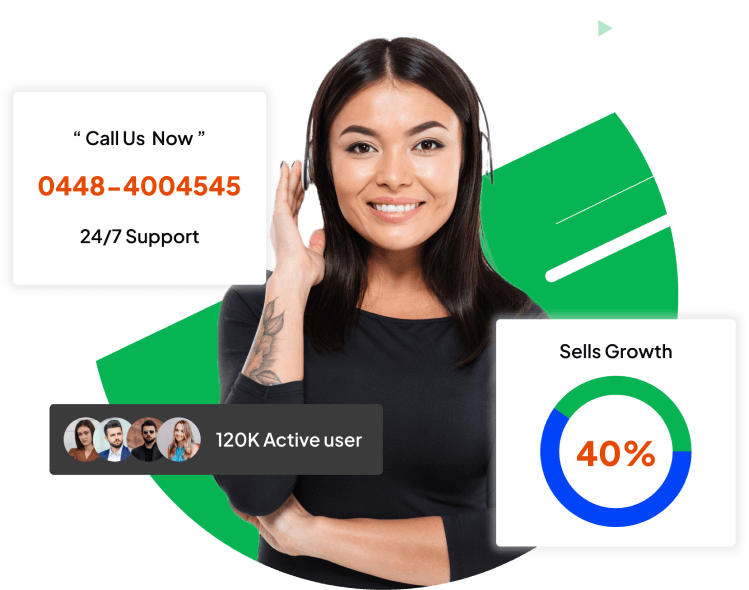 “ Call Us Now ”
0448-4004545
24/7 Support
Sells Growth
40%
120K Active user